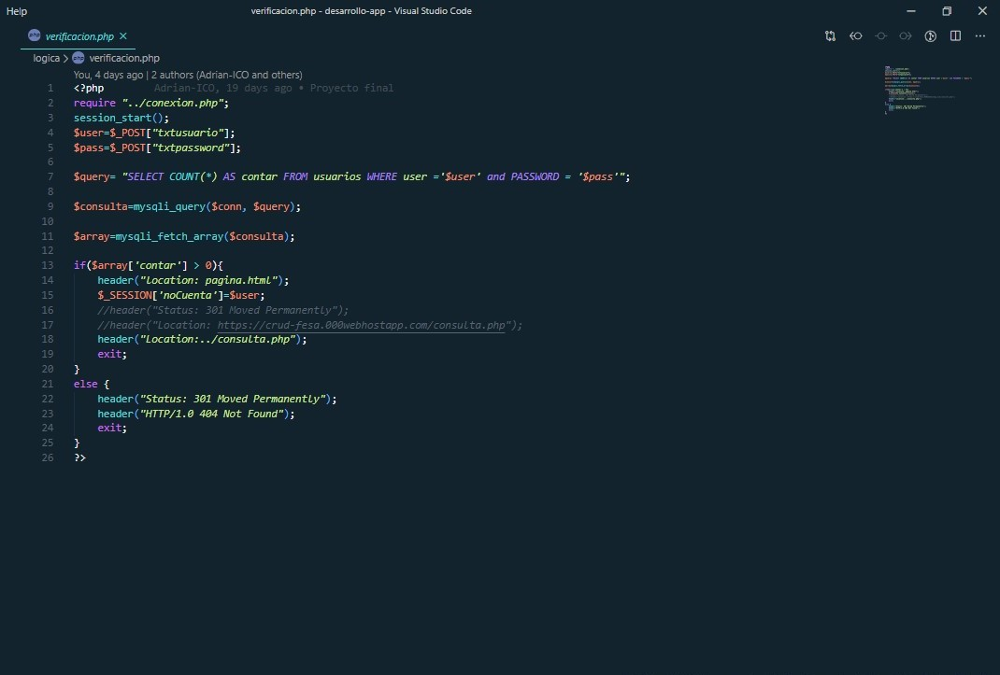 Help
verificacion.php - desarrollo-app - Visual Studio Code
php verificacion.php
logica > php verificacion.php
You, 4 days ago | 2 authors (Adrian-ICO and others)
1 <?php Adrian-ICO, 19 days ago • Proyecto final
2 require "../conexion.php";
3 session_start();
4 $user=$_POST["txtusuario"];
5 $pass=$_POST["txtpassword"];
6
7 $query= "SELECT COUNT(*) AS contar FROM usuarios WHERE user ='$user' and PASSWORD = '$pass'";
8
9 $consulta=mysqli_query($conn, $query);
10
11 $array=mysqli_fetch_array($consulta);
12
13 if($array['contar'] > 0){
14 header("location: pagina.html");
15 $_SESSION['noCuenta']=$user;
16 //header("Status: 301 Moved Permanently");
17 //header("Location: https://crud-fesa.000webhostapp.com/consulta.php");
18 header("Location:../consulta.php");
19 exit;
20 }
21 else {
22 header("Status: 301 Moved Permanently");
23 header("HTTP/1.0 404 Not Found");
24 exit;
25 }
26 ?>